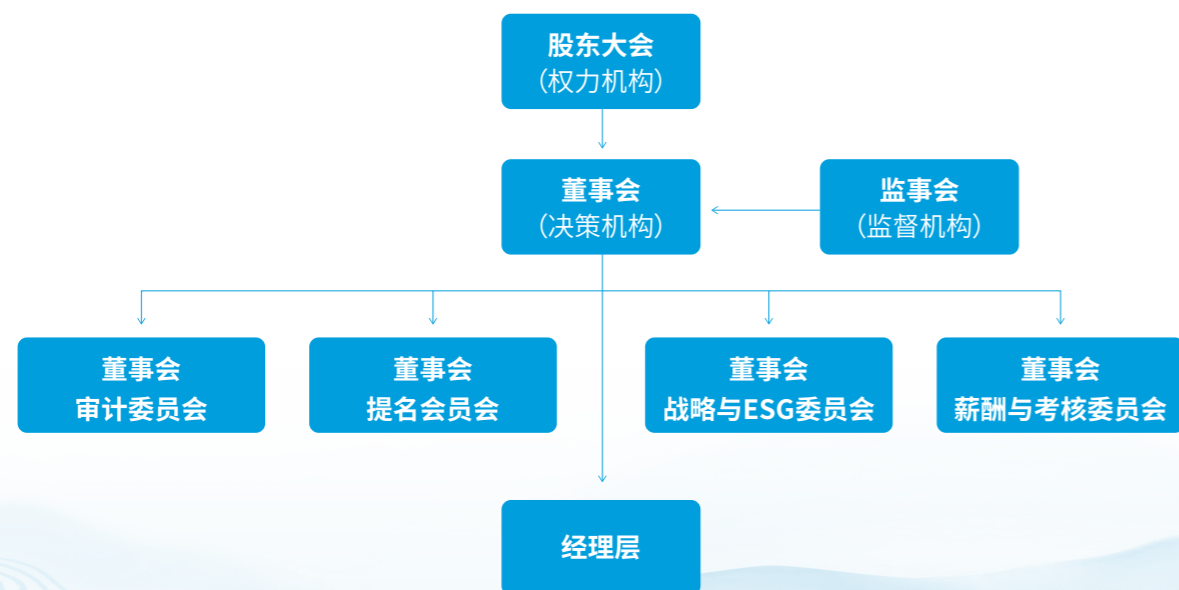 股东大会
（权力机构）
董事会
（决策机构）
监事会
（监督机构）
董事会
审计委员会
董事会
提名会员会
董事会
战略与ESG委员会
董事会
薪酬与考核委员会
经理层